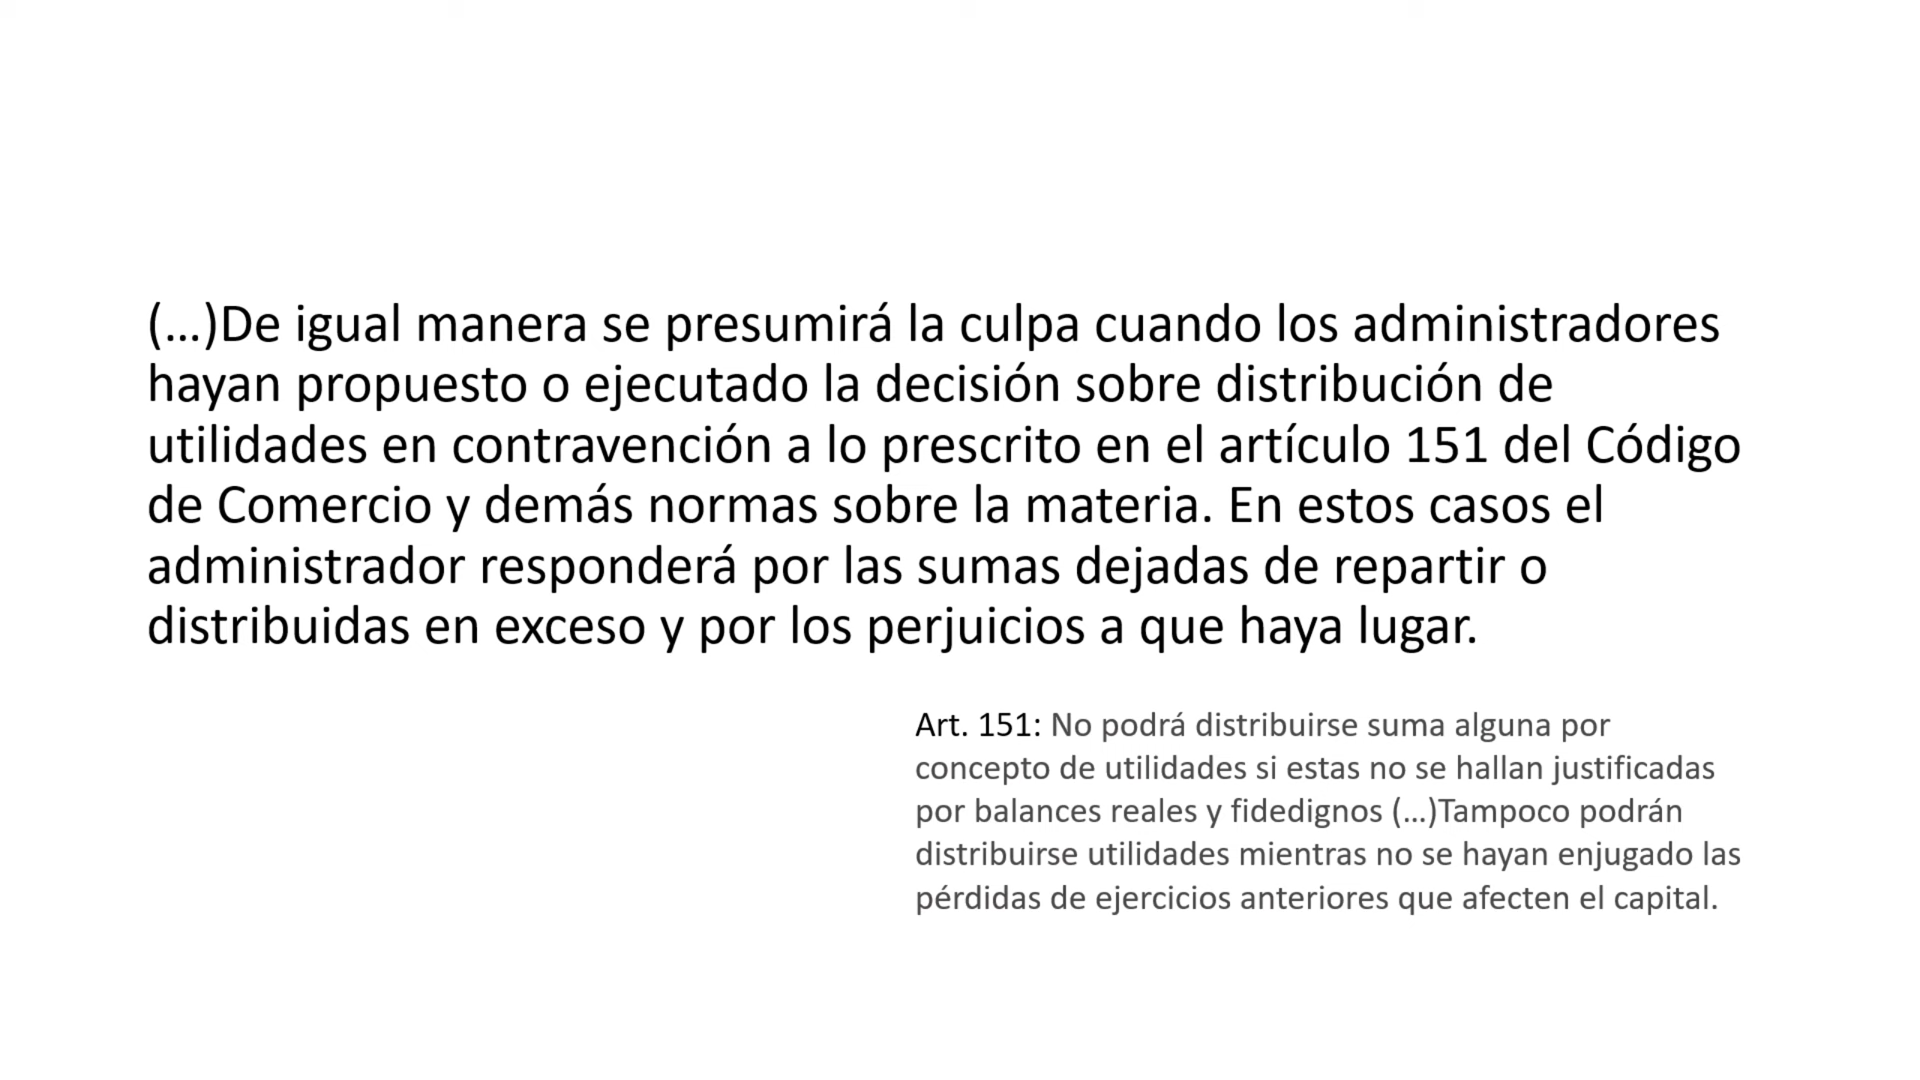 (...)De igual manera se presumirá la culpa cuando los administradores
hayan propuesto o ejecutado la decisión sobre distribución de
utilidades en contravención a lo prescrito en el artículo 151 del Código
de Comercio y demás normas sobre la materia. En estos casos el
administrador responderá por las sumas dejadas de repartir o
distribuidas en exceso y por los perjuicios a que haya lugar.
Art. 151: No podrá distribuirse suma alguna por
concepto de utilidades si estas no se hallan justificadas
por balances reales y fidedignos (...)Tampoco podrán
distribuirse utilidades mientras no se hayan enjugado las
pérdidas de ejercicios anteriores que afecten el capital.